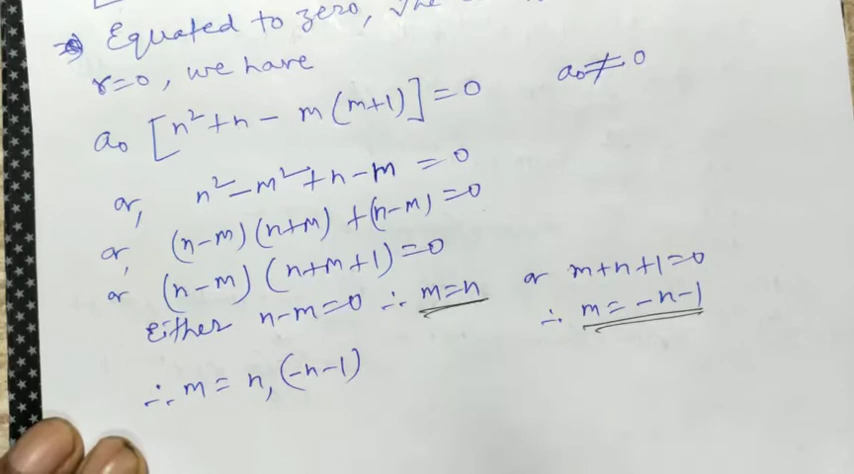 Equated to zero, the
r=0, we have
a₀ [n²+n - m(m+1)] = 0 a₀ ≠ 0
or, n² - m² + n - m = 0
or, (n-m)(n+m) + (n-m) = 0
or (n-m)(n+m+1) = 0
Either n-m=0 ∴ m=n or m+n+1=0
∴ m = -n-1
∴ m = n, (-n-1)